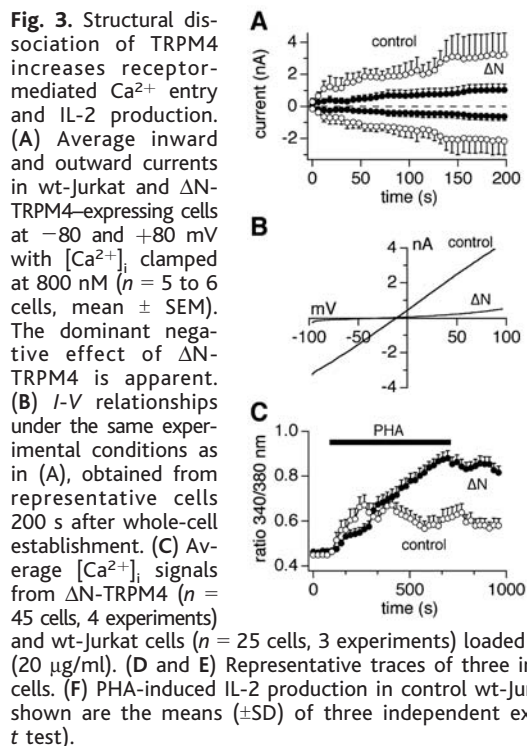 Fig. 3. Structural dis-
sociation of TRPM4
increases receptor-
mediated Ca²⁺ entry
and IL-2 production.
(A) Average inward
and outward currents
in wt-Jurkat and ΔN-
TRPM4–expressing cells
at −80 and +80 mV
with [Ca²⁺]i clamped
at 800 nM (n = 5 to 6
cells, mean ± SEM).
The dominant nega-
tive effect of ΔN-
TRPM4 is apparent.
(B) I-V relationships
under the same exper-
imental conditions as
in (A), obtained from
representative cells
200 s after whole-cell
establishment. (C) Av-
erage [Ca²⁺]i signals
from ΔN-TRPM4 (n =
45 cells, 4 experiments)
and wt-Jurkat cells (n = 25 cells, 3 experiments) loaded
(20 μg/ml). (D and E) Representative traces of three in
cells. (F) PHA-induced IL-2 production in control wt-Ju
shown are the means (±SD) of three independent ex
t test).
A
current (nA)
4
2
0
-2
control
ΔN
0 50 100 150 200
time (s)
B
nA
4
2
-2
-4
mV
-100 -50 50 100
control
ΔN
C
ratio 340/380 nm
1.0
0.8
0.6
0.4
PHA
ΔN
control
0 500 1000
time (s)